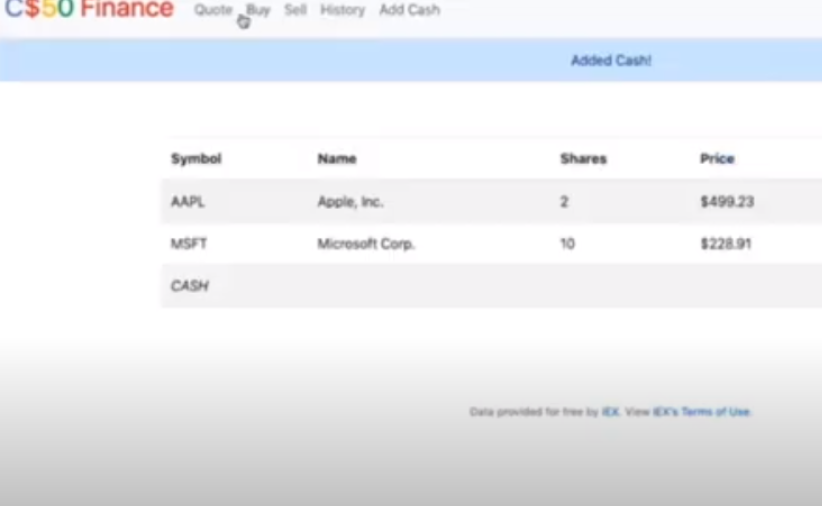 C$50 Finance Quote Buy Sell History Add Cash
Added Cash!
Symbol Name Shares Price
AAPL Apple, Inc. 2 $499.23
MSFT Microsoft Corp. 10 $228.91
CASH
Data provided for free by IEX. View IEX's Terms of Use.